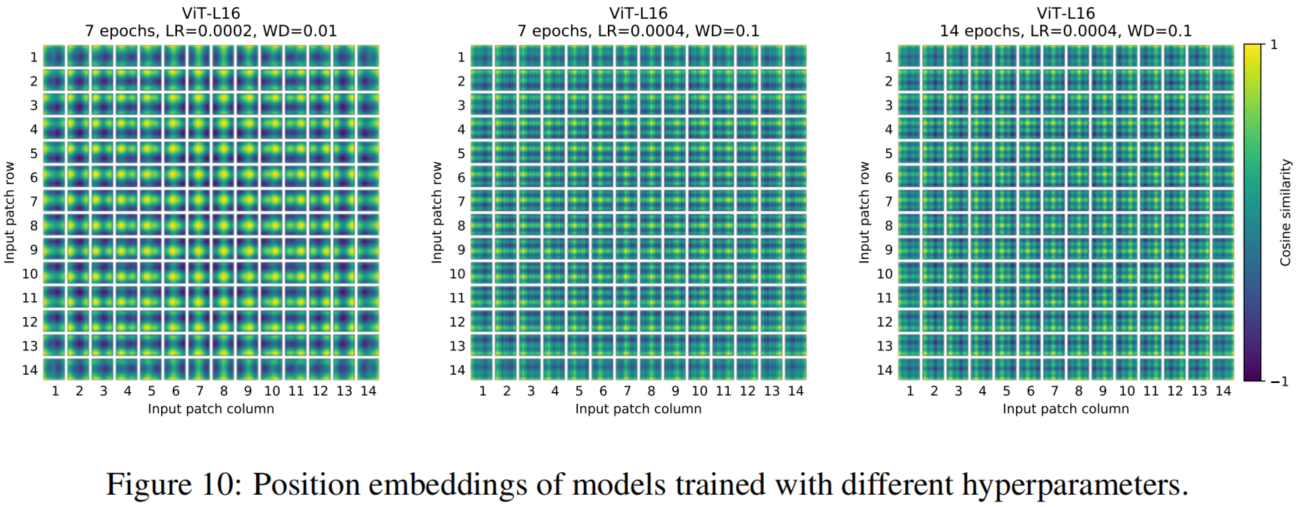 ViT-L16
7 epochs, LR=0.0002, WD=0.01
Input patch row
1
2
3
4
5
6
7
8
9
10
11
12
13
14
1 2 3 4 5 6 7 8 9 10 11 12 13 14
Input patch column
ViT-L16
7 epochs, LR=0.0004, WD=0.1
Input patch row
1
2
3
4
5
6
7
8
9
10
11
12
13
14
1 2 3 4 5 6 7 8 9 10 11 12 13 14
Input patch column
ViT-L16
14 epochs, LR=0.0004, WD=0.1
Input patch row
1
2
3
4
5
6
7
8
9
10
11
12
13
14
1 2 3 4 5 6 7 8 9 10 11 12 13 14
Input patch column
1
Cosine similarity
−1
Figure 10: Position embeddings of models trained with different hyperparameters.